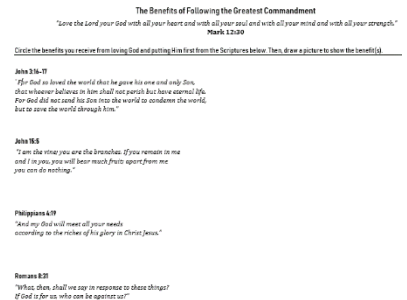 The Benefits of Following the Greatest Commandment
"Love the Lord your God with all your heart and with all your soul and with all your mind and with all your strength."
Mark 12:30
Circle the benefits you receive from loving God and putting Him first from the Scriptures below. Then, draw a picture to show the benefit(s).
John 3:16-17
"For God so loved the world that he gave his one and only Son,
that whoever believes in him shall not perish but have eternal life.
For God did not send his Son into the world to condemn the world,
but to save the world through him."
John 15:5
"I am the vine; you are the branches. If you remain in me
and I in you, you will bear much fruit; apart from me
you can do nothing."
Philippians 4:19
"And my God will meet all your needs
according to the riches of his glory in Christ Jesus."
Romans 8:31
"What, then, shall we say in response to these things?
If God is for us, who can be against us?"